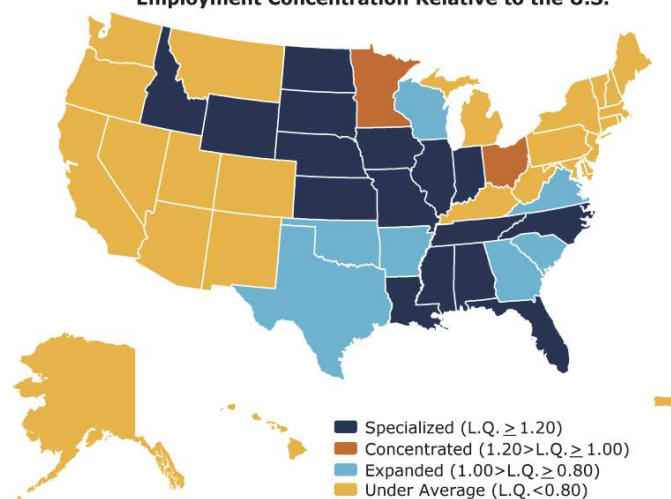 Employment Concentration Relative to the U.S.
Specialized (L.Q. ≥ 1.20)
Concentrated (1.20>L.Q. ≥ 1.00)
Expanded (1.00>L.Q. ≥ 0.80)
Under Average (L.Q.<0.80)